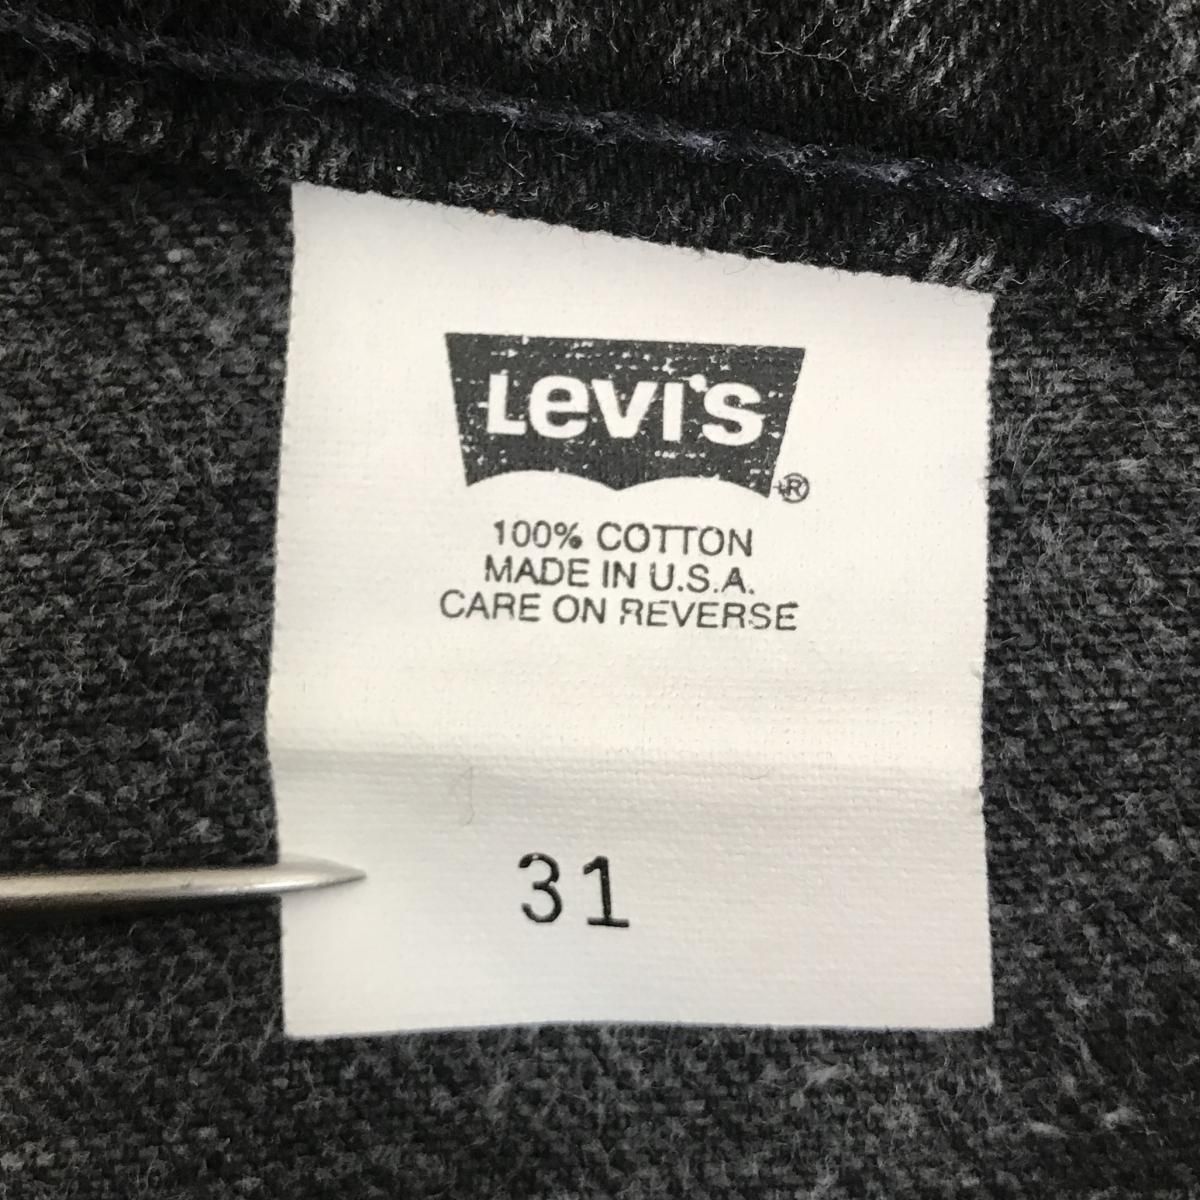 Levi's
®
100% COTTON
MADE IN U.S.A.
CARE ON REVERSE
31